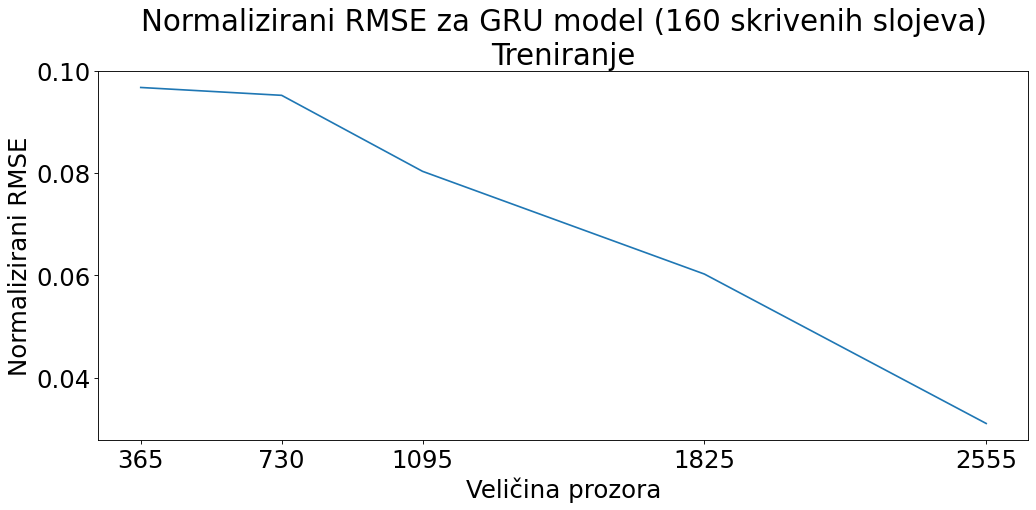 Normalizirani RMSE za GRU model (160 skrivenih slojeva)
Treniranje
Normalizirani RMSE
0.10
0.08
0.06
0.04
365 730 1095 1825 2555
Veličina prozora